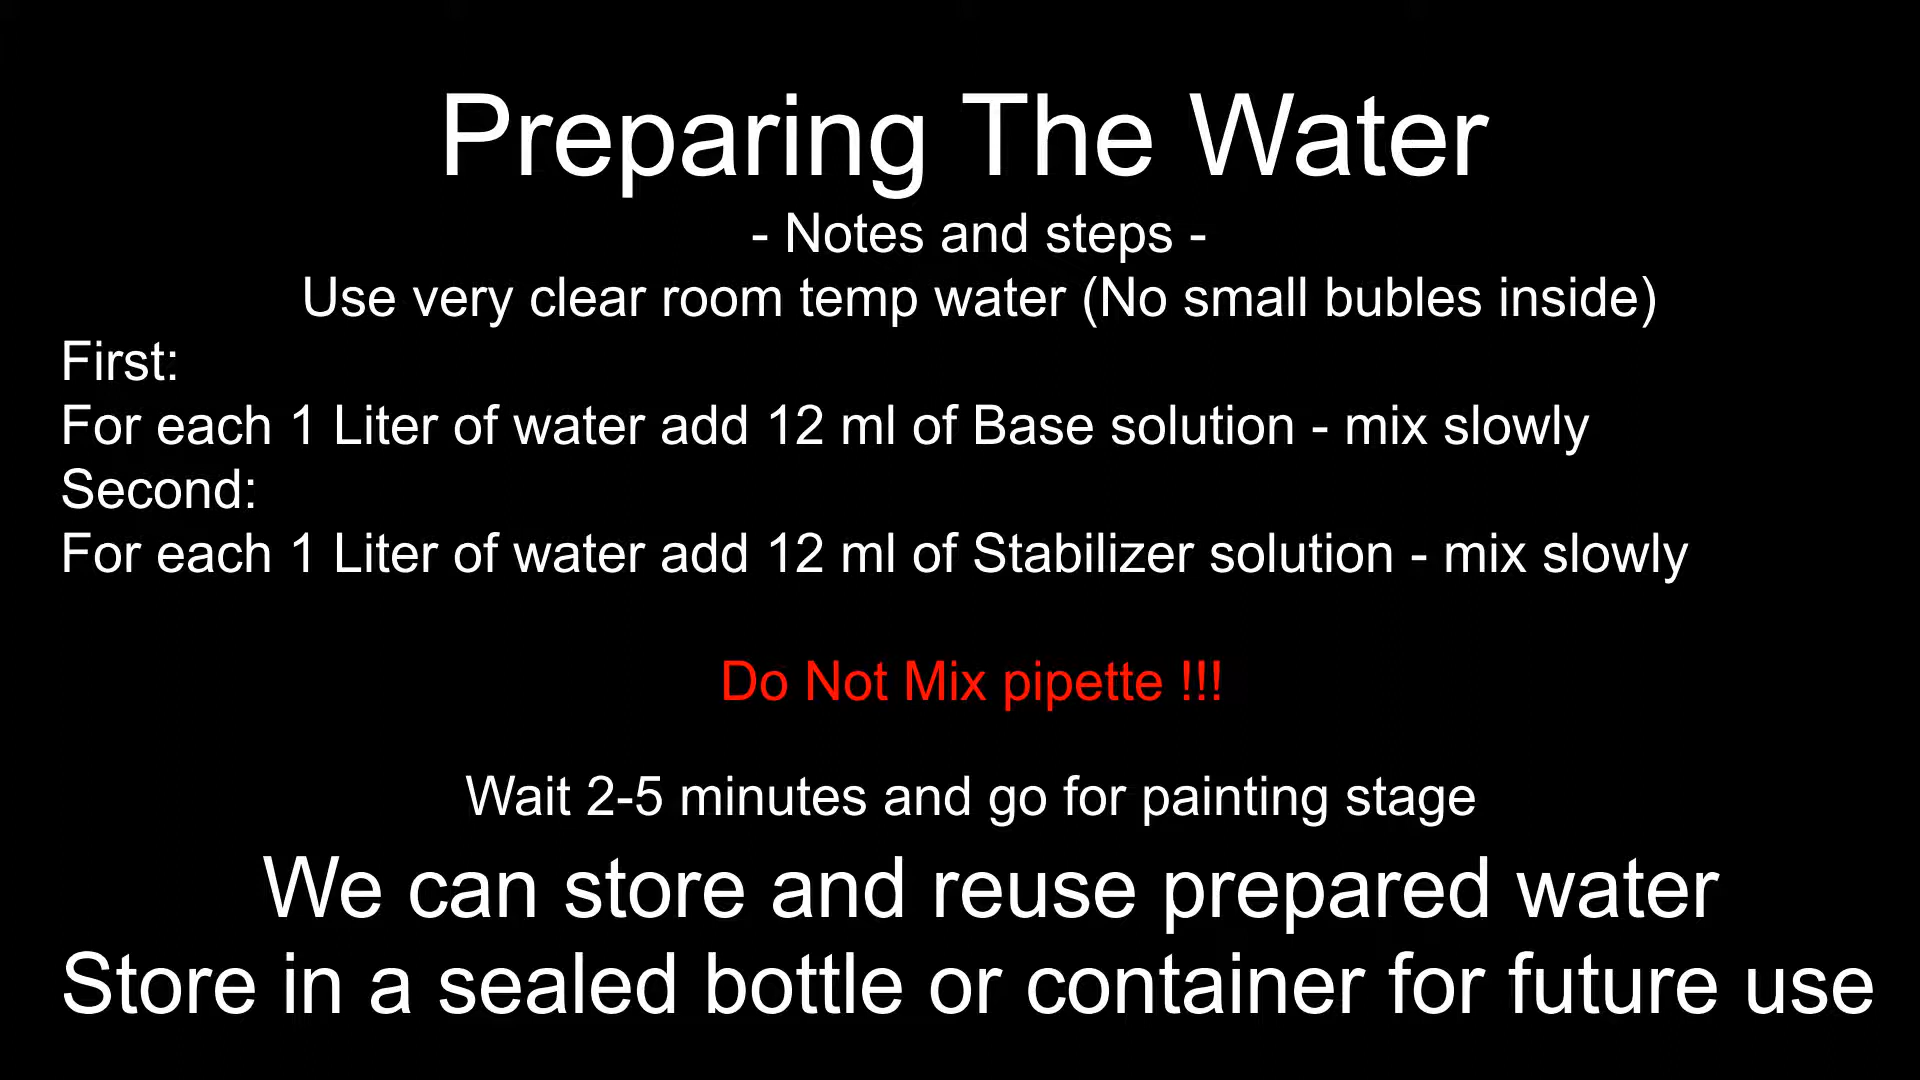 Preparing The Water
- Notes and steps -
Use very clear room temp water (No small bubles inside)
First:
For each 1 Liter of water add 12 ml of Base solution - mix slowly
Second:
For each 1 Liter of water add 12 ml of Stabilizer solution - mix slowly
Do Not Mix pipette !!!
Wait 2-5 minutes and go for painting stage
We can store and reuse prepared water
Store in a sealed bottle or container for future use